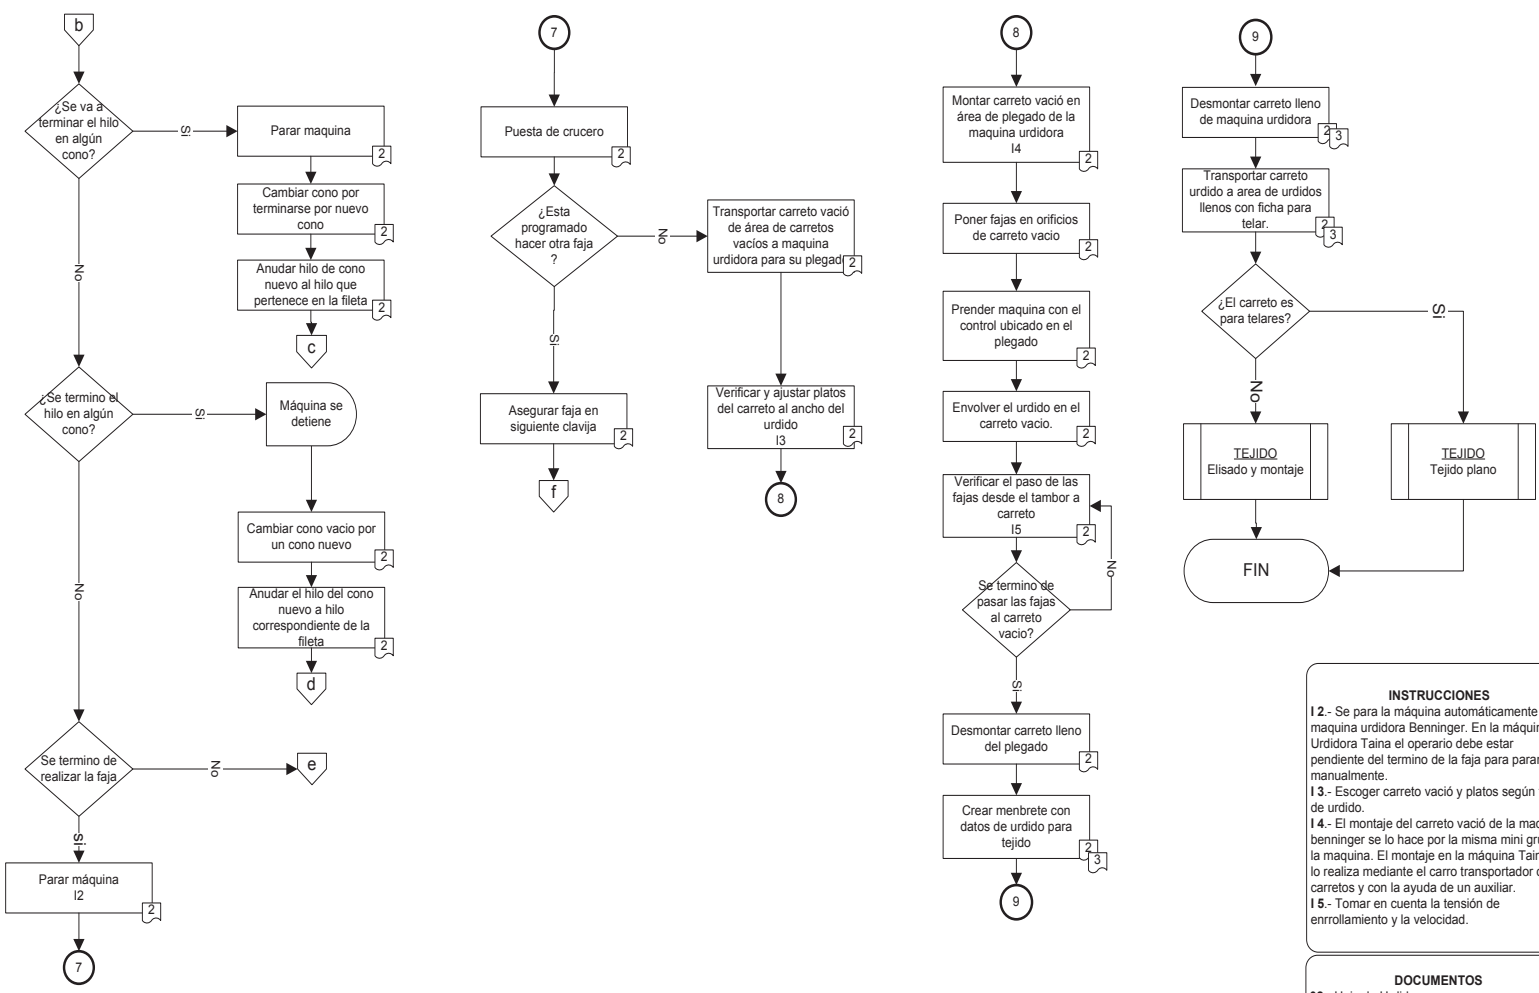 b
¿Se va a
terminar el hilo
en algún
cono?
Si
Parar maquina
2
Cambiar cono por
terminarse por nuevo
cono
2
Anudar hilo de cono
nuevo al hilo que
pertenece en la fileta
2
c
No
¿Se termino el
hilo en algún
cono?
Si
Máquina se
detiene
Cambiar cono vacio por
un cono nuevo
2
Anudar el hilo del cono
nuevo a hilo
correspondiente de la
fileta
2
d
No
Se termino de
realizar la faja
No
e
si
Parar máquina
I2
2
7
7
Puesta de crucero
2
¿Esta
programado
hacer otra faja
?
No
Transportar carreto vació
de área de carretos
vacíos a maquina
urdidora para su plegad
2
Si
Asegurar faja en
siguiente clavija
2
f
Verificar y ajustar platos
del carreto al ancho del
urdido
I3
2
8
8
Montar carreto vació en
área de plegado de la
maquina urdidora
I4
2
Poner fajas en orificios
de carreto vacio
2
Prender maquina con el
control ubicado en el
plegado
2
Envolver el urdido en el
carreto vacio.
2
Verificar el paso de las
fajas desde el tambor a
carreto
I5
2
Se termino de
pasar las fajas
al carreto
vacio?
No
Si
Desmontar carreto lleno
del plegado
2
Crear menbrete con
datos de urdido para
tejido
2
3
9
9
Desmontar carreto lleno
de maquina urdidora
2
3
Transportar carreto
urdido a area de urdidos
llenos con ficha para
telar.
2
3
¿El carreto es
para telares?
Si
No
TEJIDO
Elisado y montaje
TEJIDO
Tejido plano
FIN
INSTRUCCIONES
I 2.- Se para la máquina automáticamente
maquina urdidora Benninger. En la máquin
Urdidora Taina el operario debe estar
pendiente del termino de la faja para parar
manualmente.
I 3.- Escoger carreto vació y platos según
de urdido.
I 4.- El montaje del carreto vació de la maq
benninger se lo hace por la misma mini gr
la maquina. El montaje en la máquina Tair
lo realiza mediante el carro transportador
carretos y con la ayuda de un auxiliar.
I 5.- Tomar en cuenta la tensión de
enrrollamiento y la velocidad.
DOCUMENTOS